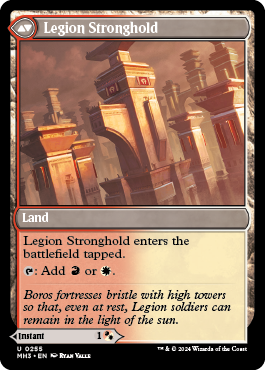 Legion Stronghold
Land
Legion Stronghold enters the
battlefield tapped.
: Add or .
Boros fortresses bristle with high towers
so that, even at rest, Legion soldiers can
remain in the light of the sun.
Instant 1
U 0255
MH3 • EN RYAN VALLE
™ & © 2024 Wizards of the Coast